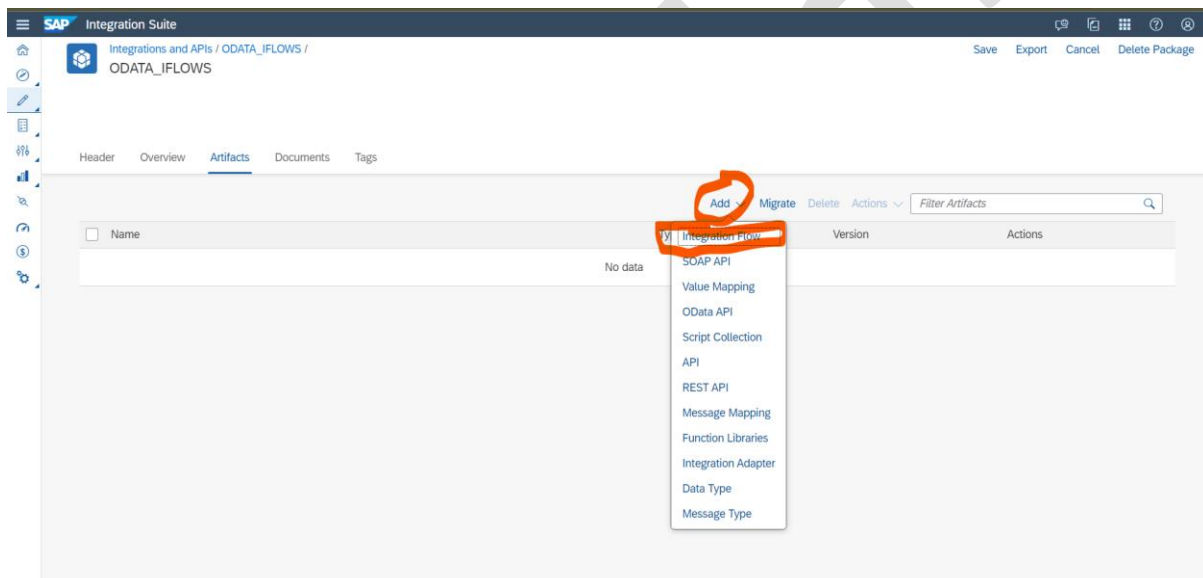 SAP Integration Suite
Integrations and APIs / ODATA_IFLOWS /
ODATA_IFLOWS
Save Export Cancel Delete Package
Header Overview Artifacts Documents Tags
Add Migrate Delete Actions Filter Artifacts
Name Ty Version Actions
No data
Integration Flow
SOAP API
Value Mapping
OData API
Script Collection
API
REST API
Message Mapping
Function Libraries
Integration Adapter
Data Type
Message Type